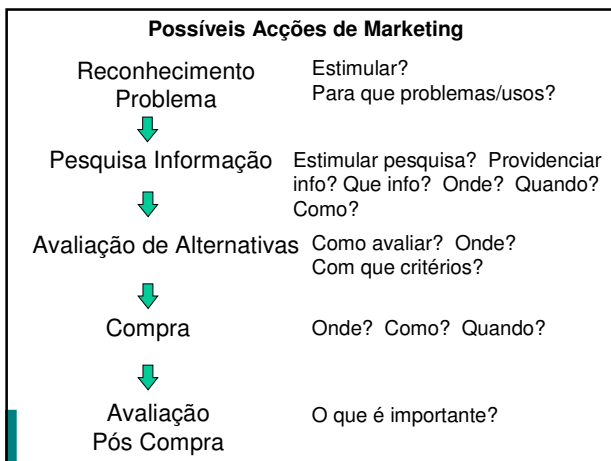 Possíveis Acções de Marketing
Reconhecimento
Problema
Estimular?
Para que problemas/usos?
Pesquisa Informação
Estimular pesquisa? Providenciar
info? Que info? Onde? Quando?
Como?
Avaliação de Alternativas
Como avaliar? Onde?
Com que critérios?
Compra
Onde? Como? Quando?
Avaliação
Pós Compra
O que é importante?